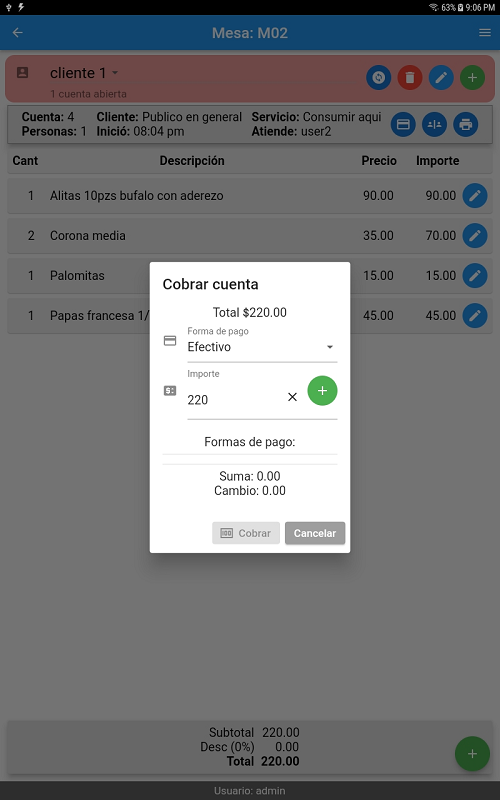 63% 9:06 PM
Mesa: M02
cliente 1
1 cuenta abierta
Cuenta: 4 Cliente: Publico en general Servicio: Consumir aqui
Personas: 1 Inició: 08:04 pm Atiende: user2
Cant Descripción Precio Importe
1 Alitas 10pzs bufalo con aderezo 90.00 90.00
2 Corona media 35.00 70.00
1 Palomitas 15.00 15.00
1 Papas francesa 1/ 45.00 45.00
Cobrar cuenta
Total $220.00
Forma de pago
Efectivo
Importe
220
Formas de pago:
Suma: 0.00
Cambio: 0.00
Cobrar Cancelar
Subtotal 220.00
Desc (0%) 0.00
Total 220.00
Usuario: admin